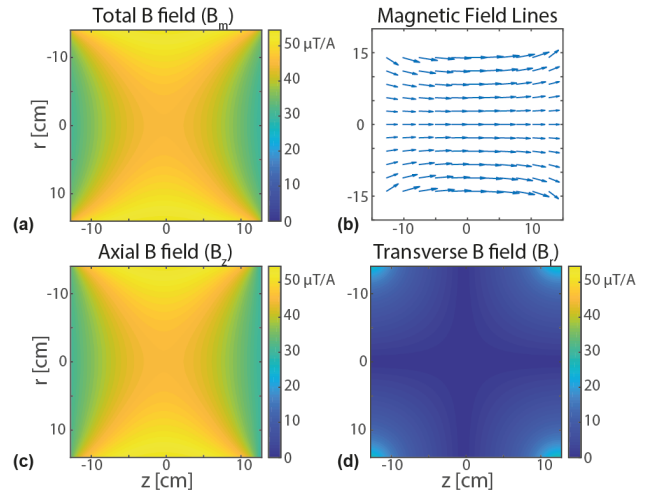 Total B field (B_m)
50 μT/A
40
30
20
10
0
-10
0
10
r [cm]
-10
0
10
(a)
Magnetic Field Lines
15
0
-15
-10
0
10
(b)
Axial B field (B_z)
50 μT/A
40
30
20
10
0
-10
0
10
r [cm]
-10
0
10
z [cm]
(c)
Transverse B field (B_r)
50 μT/A
40
30
20
10
0
-10
0
10
-10
0
10
z [cm]
(d)